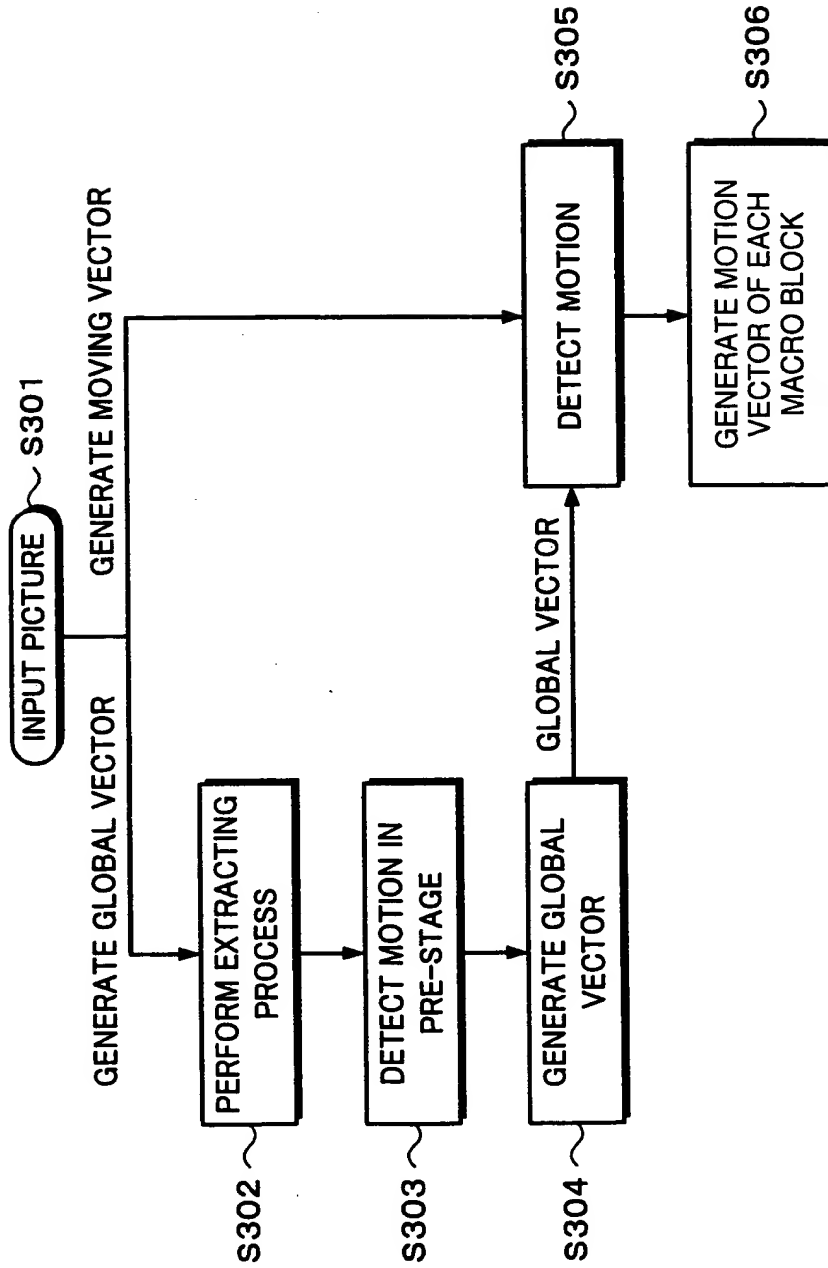 INPUT PICTURE
S301
GENERATE GLOBAL VECTOR
GENERATE MOVING VECTOR
S302
PERFORM EXTRACTING
PROCESS
S303
DETECT MOTION IN
PRE-STAGE
S304
GENERATE GLOBAL
VECTOR
GLOBAL VECTOR
DETECT MOTION
S305
GENERATE MOTION
VECTOR OF EACH
MACRO BLOCK
S306